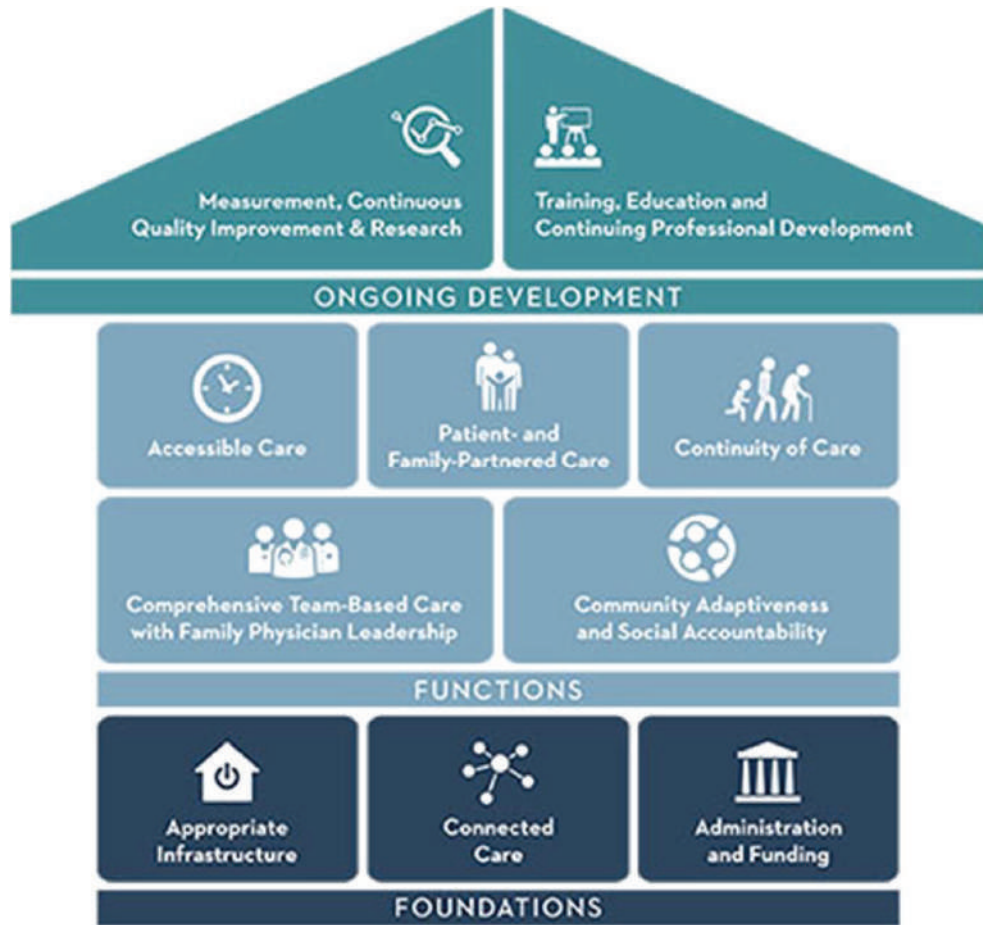 Measurement, Continuous
Quality Improvement & Research
Training, Education and
Continuing Professional Development
ONGOING DEVELOPMENT
Accessible Care
Patient- and
Family-Partnered Care
Continuity of Care
Comprehensive Team-Based Care
with Family Physician Leadership
Community Adaptiveness
and Social Accountability
FUNCTIONS
Appropriate
Infrastructure
Connected
Care
Administration
and Funding
FOUNDATIONS